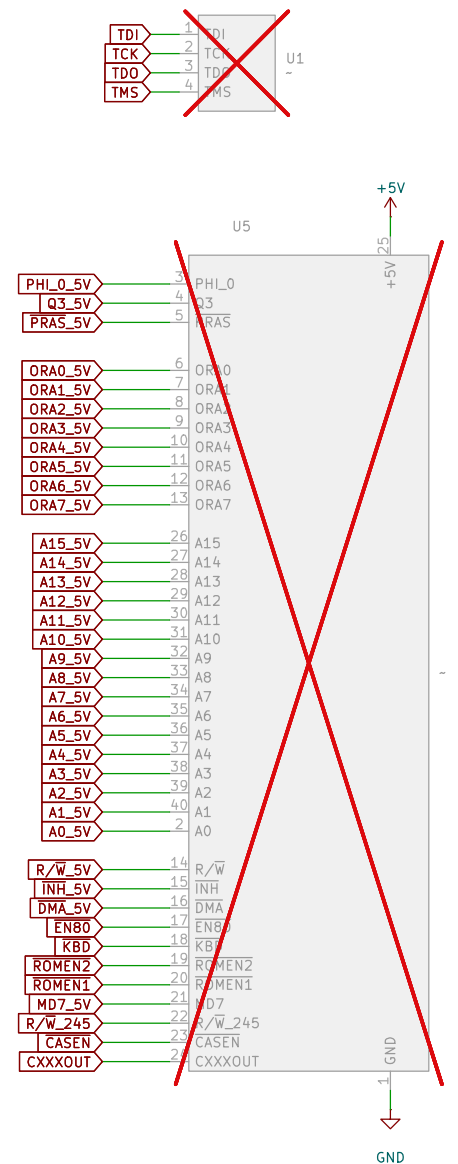 TDI 1 TDI
TCK 2 TCK U1
TDO 3 TDO ~
TMS 4 TMS
+5V
U5
25
+5V
PHI_0_5V 3 PHI_0
Q3_5V 4 Q3
PRAS_5V 5 PRAS
ORA0_5V 6 ORA0
ORA1_5V 7 ORA1
ORA2_5V 8 ORA2
ORA3_5V 9 ORA3
ORA4_5V 10 ORA4
ORA5_5V 11 ORA5
ORA6_5V 12 ORA6
ORA7_5V 13 ORA7
A15_5V 26 A15
A14_5V 27 A14
A13_5V 28 A13
A12_5V 29 A12
A11_5V 30 A11
A10_5V 31 A10
A9_5V 32 A9
A8_5V 33 A8 ~
A7_5V 34 A7
A6_5V 35 A6
A5_5V 36 A5
A4_5V 37 A4
A3_5V 38 A3
A2_5V 39 A2
A1_5V 40 A1
A0_5V 2 A0
R/W_5V 14 R/W
INH_5V 15 INH
DMA_5V 16 DMA
EN80 17 EN80
KBD 18 KBD
ROMEN2 19 ROMEN2
ROMEN1 20 ROMEN1
MD7_5V 21 MD7
R/W_245 22 R/W_245
CASEN 23 CASEN
CXXXOUT 24 CXXXOUT
GND
1
GND